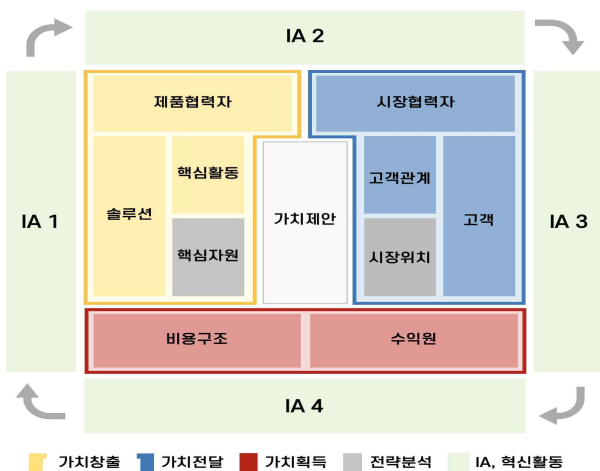 IA 2
제품협력자
시장협력자
IA 1
솔루션
핵심활동
핵심자원
가치제안
고객관계
시장위치
고객
IA 3
비용구조
수익원
IA 4
가치창출
가치전달
가치획득
전략분석
IA, 혁신활동